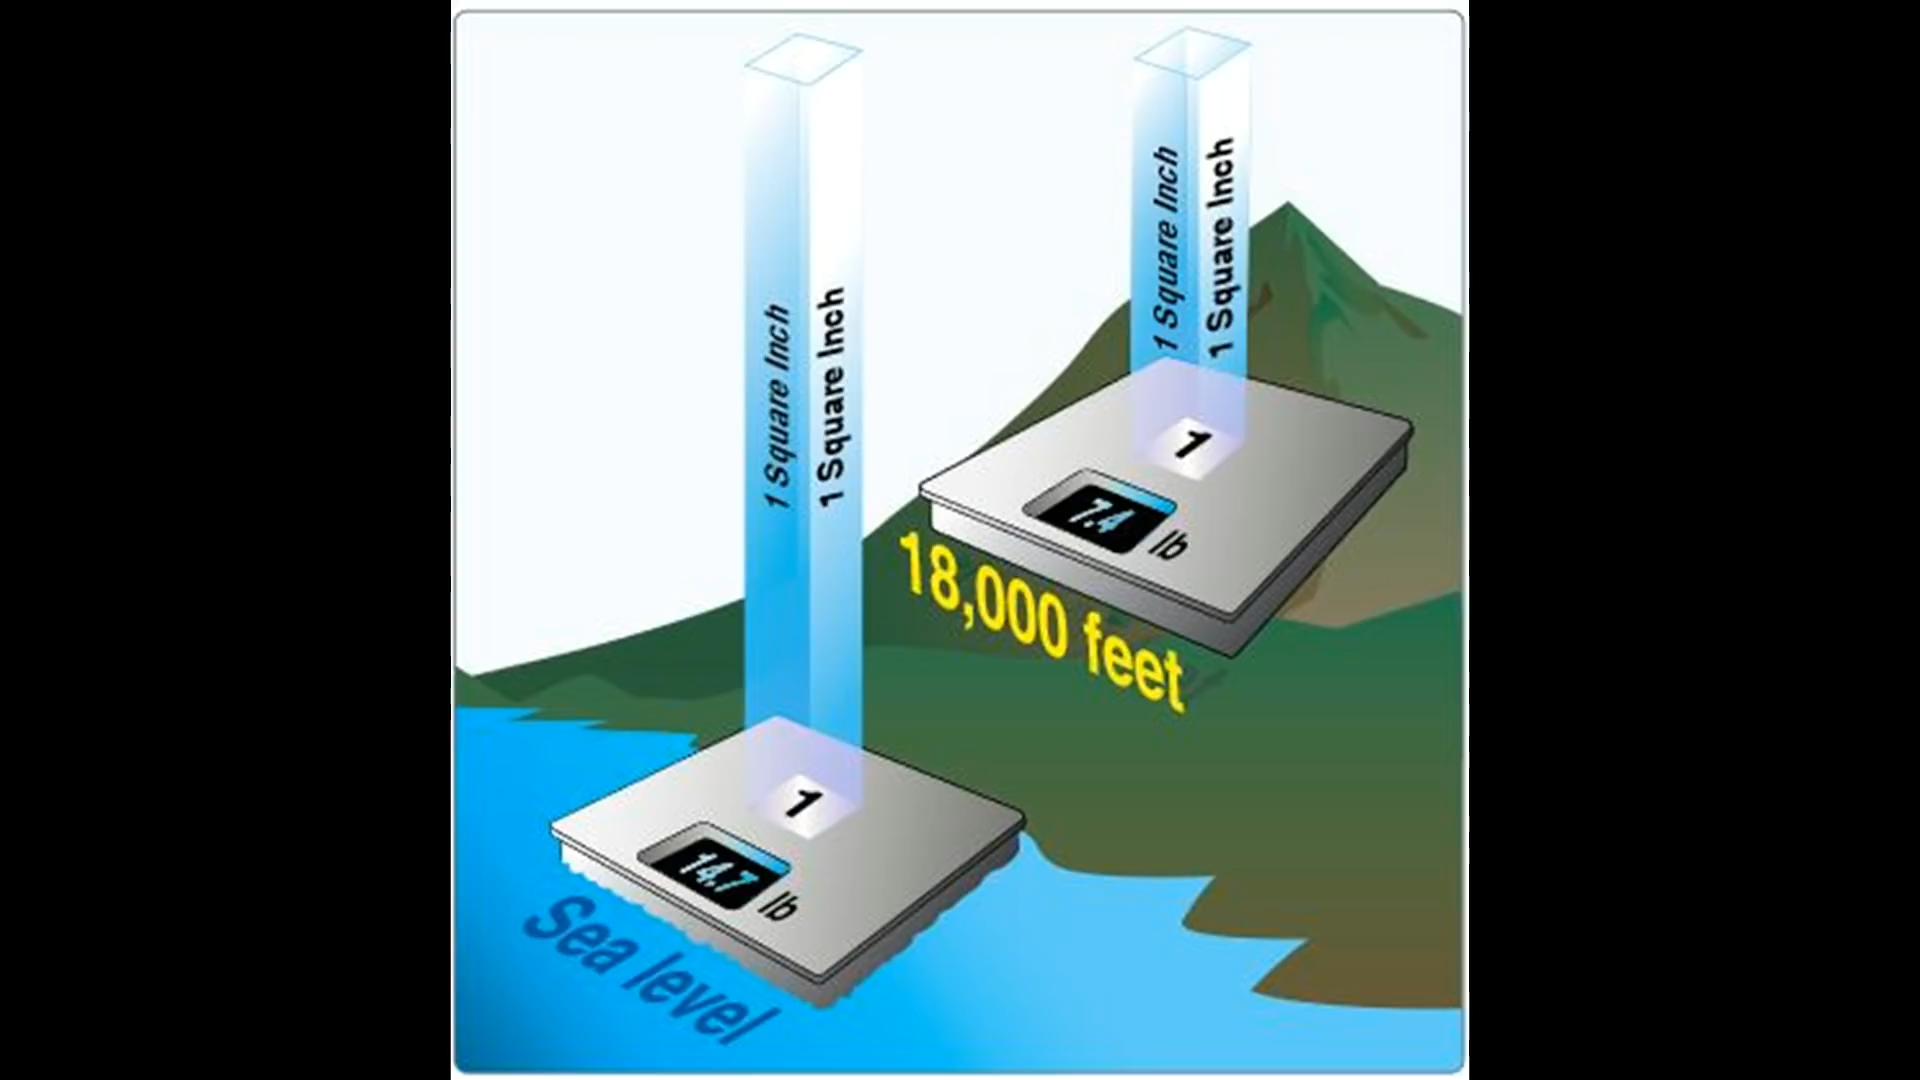 1 Square Inch
1 Square Inch
1 Square Inch
1 Square Inch
1
7.4 lb
18,000 feet
1
14.7 lb
Sea level